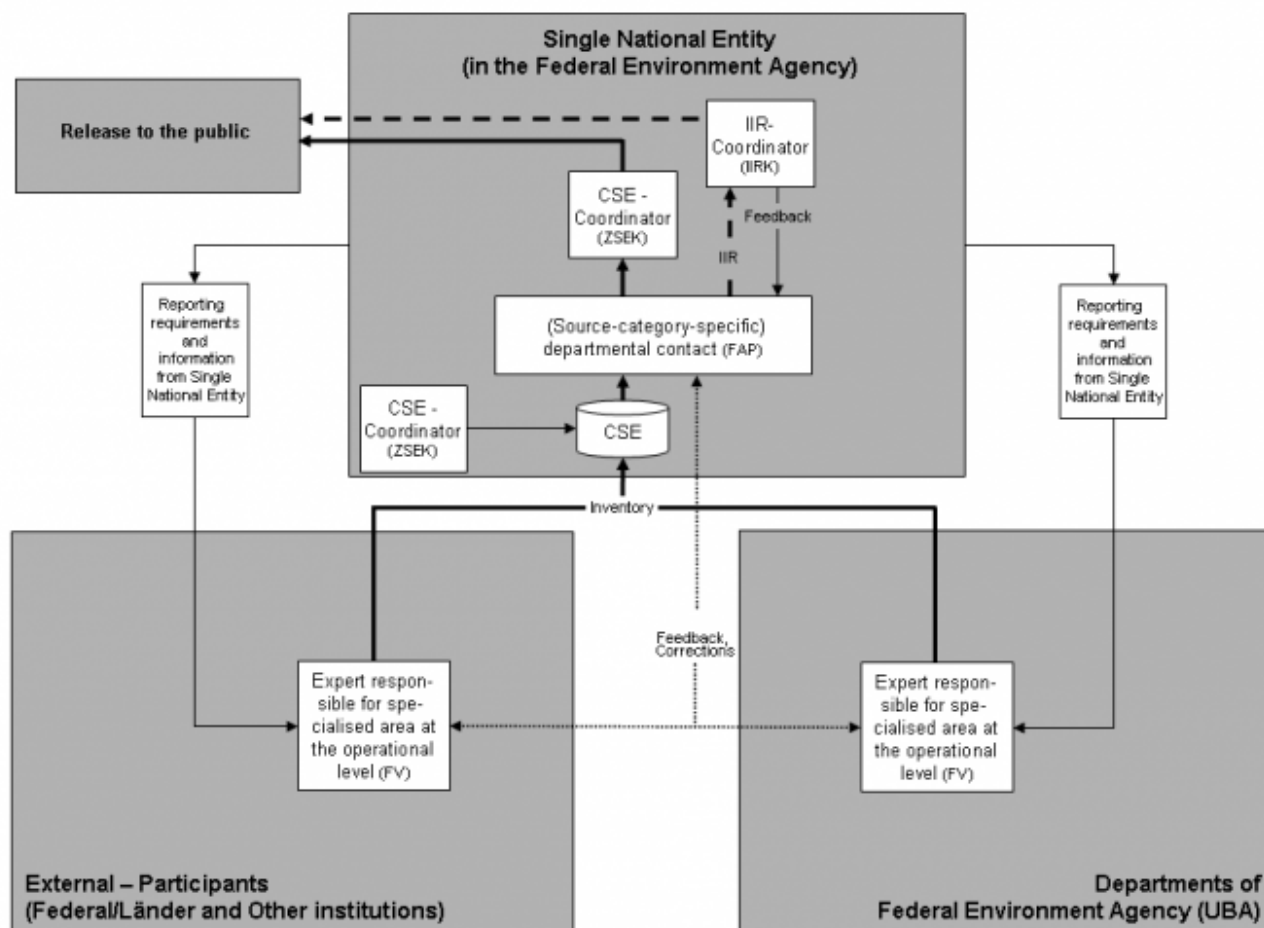 Single National Entity
(in the Federal Environment Agency)
Release to the public
IIR-
Coordinator
(IIRK)
CSE -
Coordinator
(ZSEK)
Feedback
IIR
Reporting
requirements
and
information
from Single
National Entity
(Source-category-specific)
departmental contact (FAP)
Reporting
requirements
and
information
from Single
National Entity
CSE -
Coordinator
(ZSEK)
CSE
Inventory
Feedback,
Corrections
Expert respon-
sible for spe-
cialised area at
the operational
level (FV)
Expert respon-
sible for spe-
cialised area at
the operational
level (FV)
External – Participants
(Federal/Länder and Other institutions)
Departments of
Federal Environment Agency (UBA)